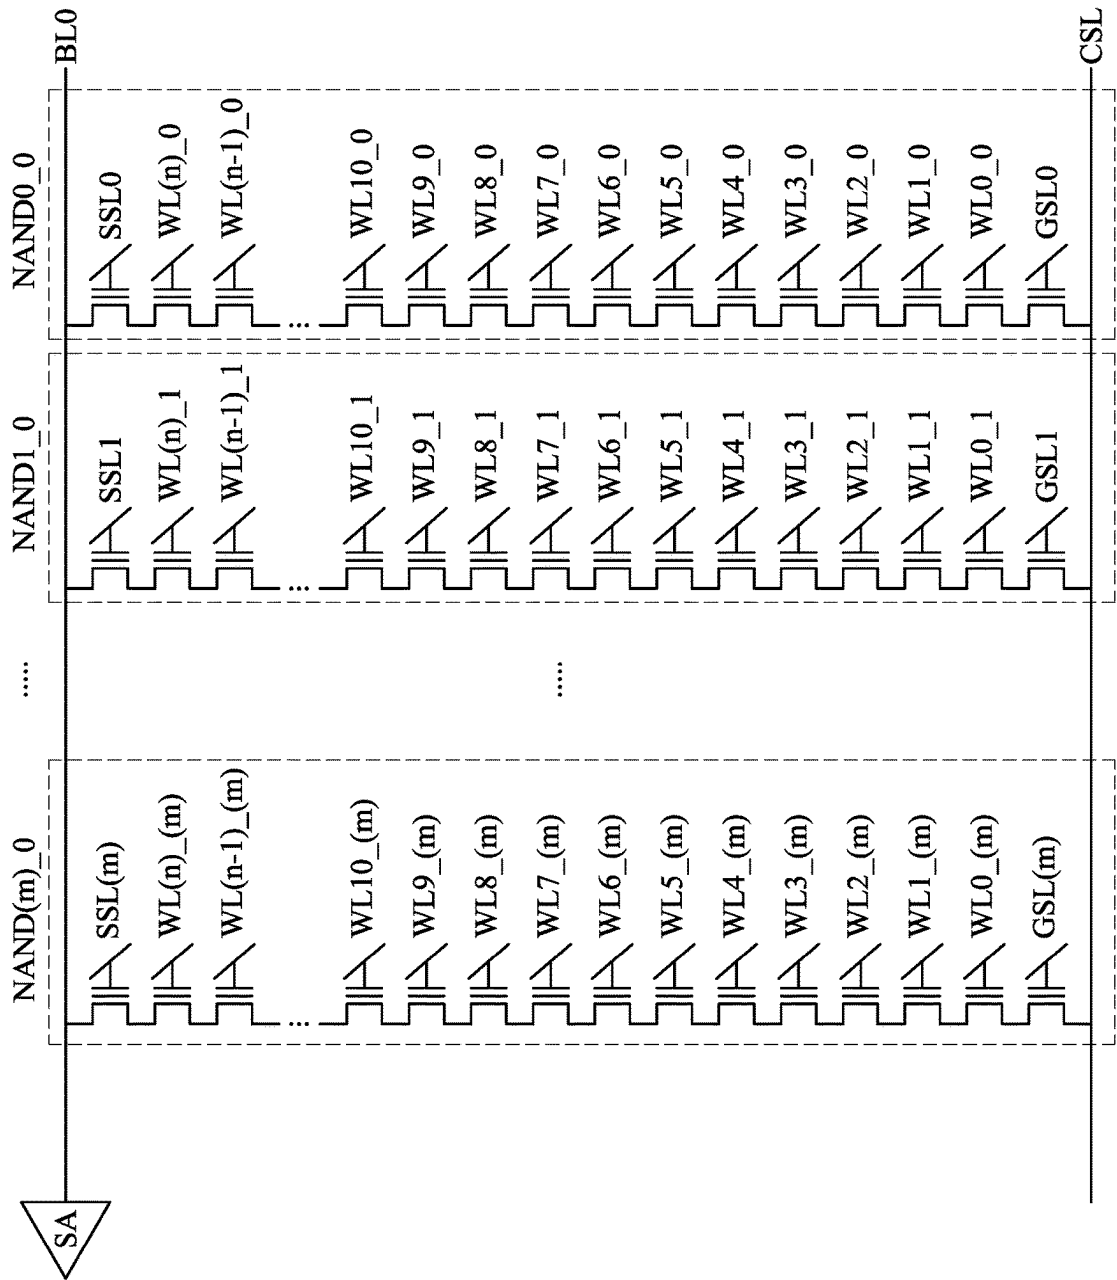 BL0
CSL
NAND0_0
SSL0
WL(n)_0
WL(n-1)_0
...
WL10_0
WL9_0
WL8_0
WL7_0
WL6_0
WL5_0
WL4_0
WL3_0
WL2_0
WL1_0
WL0_0
GSL0
NAND1_0
SSL1
WL(n)_1
WL(n-1)_1
...
WL10_1
WL9_1
WL8_1
WL7_1
WL6_1
WL5_1
WL4_1
WL3_1
WL2_1
WL1_1
WL0_1
GSL1
.....
.....
NAND(m)_0
SSL(m)
WL(n)_(m)
WL(n-1)_(m)
...
WL10_(m)
WL9_(m)
WL8_(m)
WL7_(m)
WL6_(m)
WL5_(m)
WL4_(m)
WL3_(m)
WL2_(m)
WL1_(m)
WL0_(m)
GSL(m)
SA